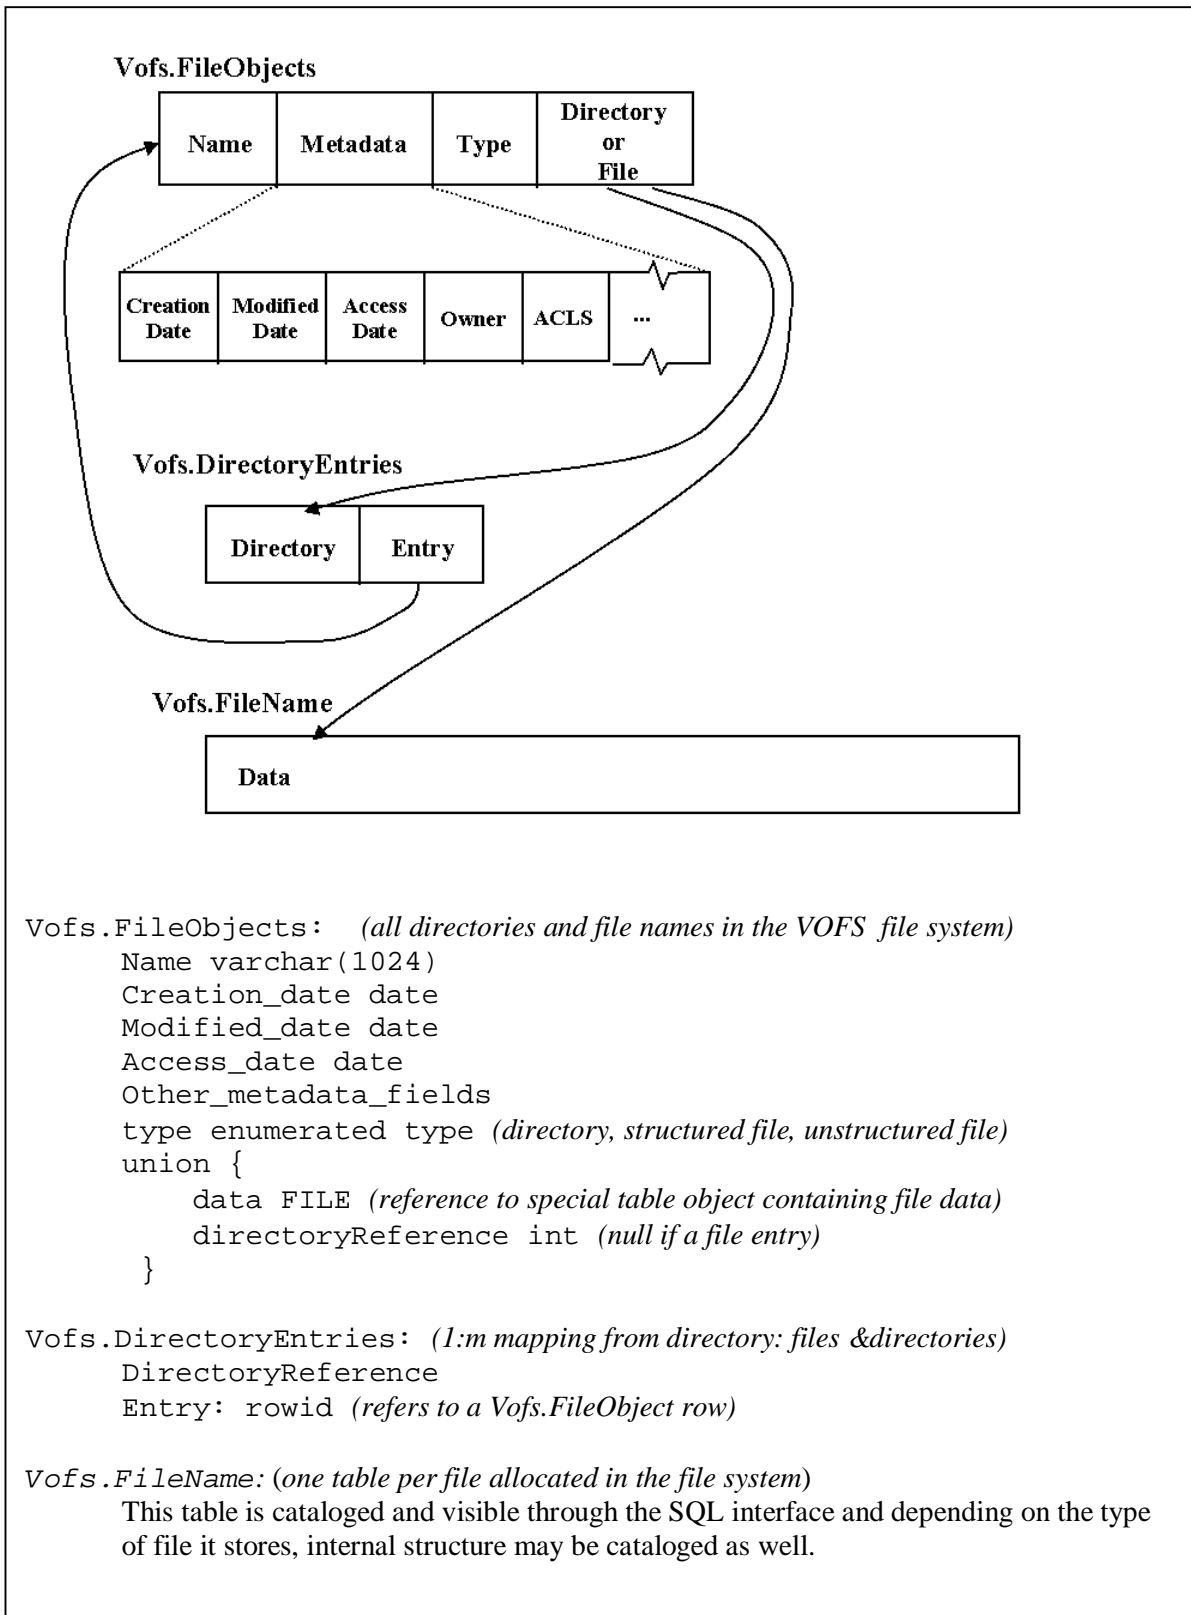 Vofs.FileObjects
Name Metadata Type Directory
or
File
Creation Date
Modified Date
Access Date
Owner
ACLS
...
Vofs.DirectoryEntries
Directory Entry
Vofs.FileName
Data
Vofs.FileObjects: (all directories and file names in the VOFS file system)
Name varchar(1024)
Creation_date date
Modified_date date
Access_date date
Other_metadata_fields
type enumerated type (directory, structured file, unstructured file)
union {
data FILE (reference to special table object containing file data)
directoryReference int (null if a file entry)
}
Vofs.DirectoryEntries: (1:m mapping from directory: files &directories)
DirectoryReference
Entry: rowid (refers to a Vofs.FileObject row)
Vofs.FileName: (one table per file allocated in the file system)
This table is cataloged and visible through the SQL interface and depending on the type
of file it stores, internal structure may be cataloged as well.